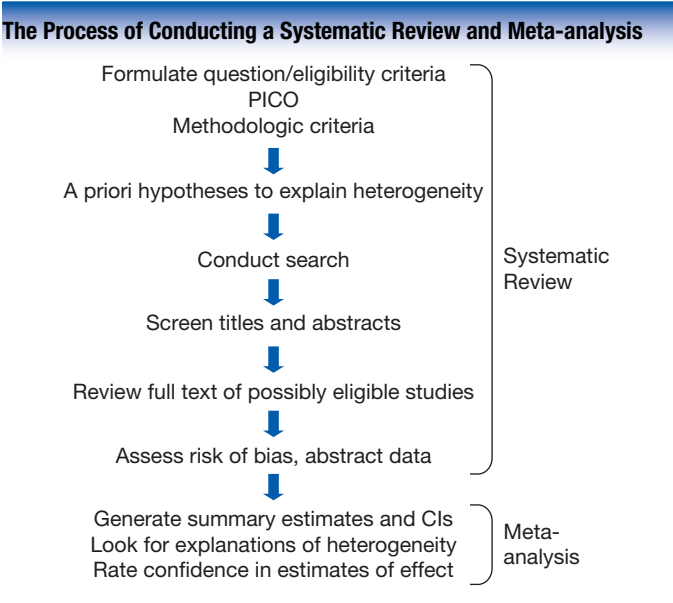 The Process of Conducting a Systematic Review and Meta-analysis
Formulate question/eligibility criteria
PICO
Methodologic criteria
A priori hypotheses to explain heterogeneity
Conduct search
Screen titles and abstracts
Review full text of possibly eligible studies
Assess risk of bias, abstract data
Systematic
Review
Generate summary estimates and CIs
Look for explanations of heterogeneity
Rate confidence in estimates of effect
Meta-
analysis